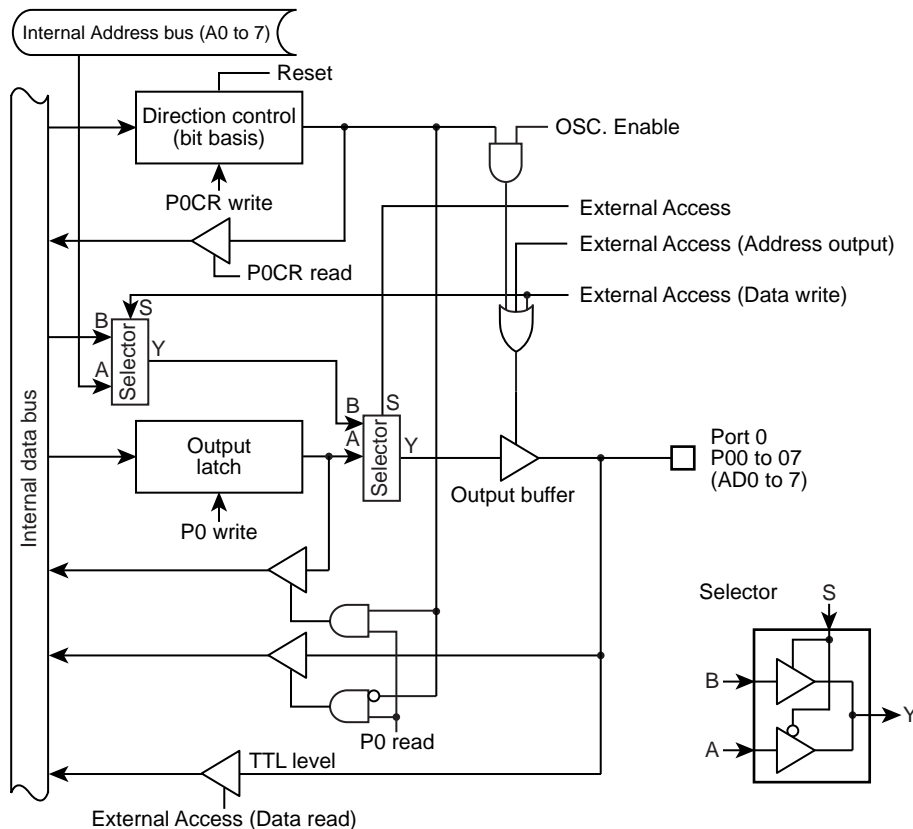 Internal Address bus (A0 to 7)
Reset
Direction control
(bit basis)
OSC. Enable
P0CR write
External Access
External Access (Address output)
P0CR read
External Access (Data write)
S
B
Y
A
Selector
Internal data bus
B
S
A
Y
Selector
Output
latch
Output buffer
Port 0
P00 to 07
(AD0 to 7)
P0 write
Selector
S
B
Y
A
P0 read
TTL level
External Access (Data read)